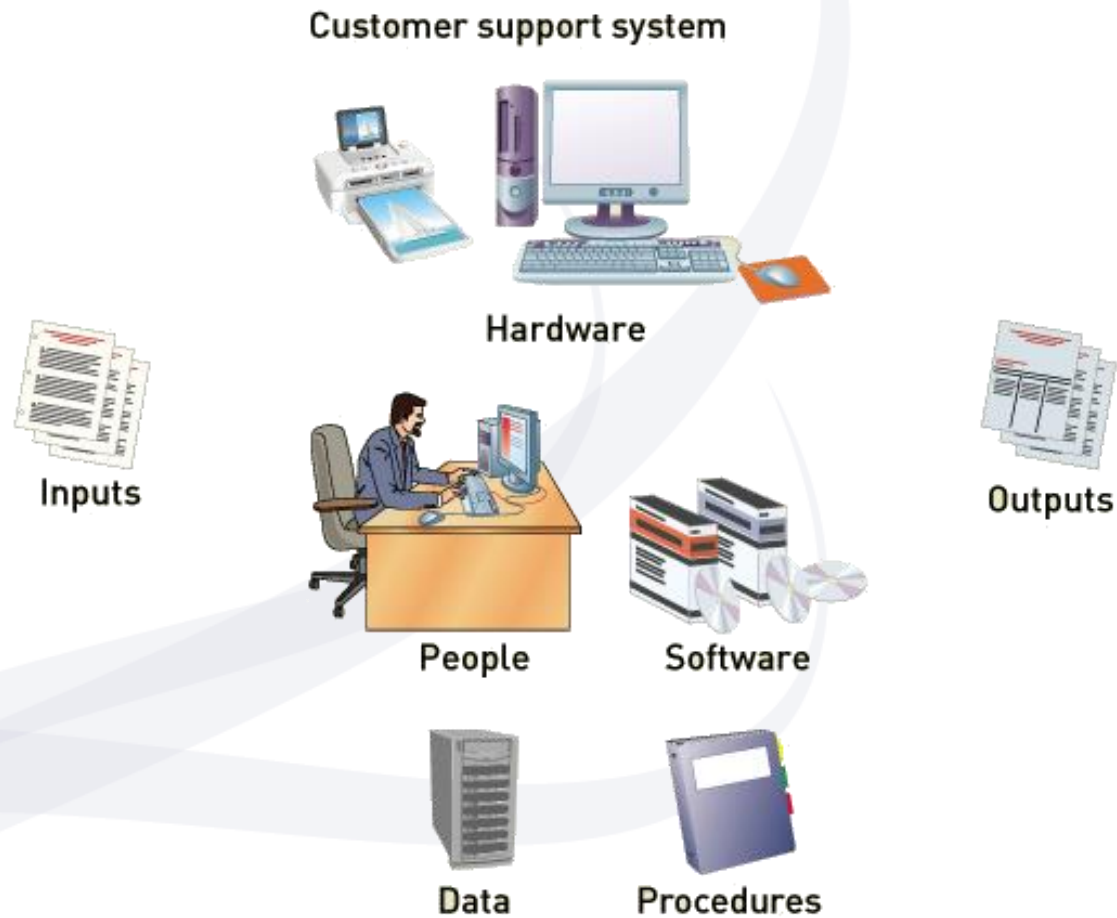 Customer support system
Hardware
Inputs
Outputs
People
Software
Data
Procedures